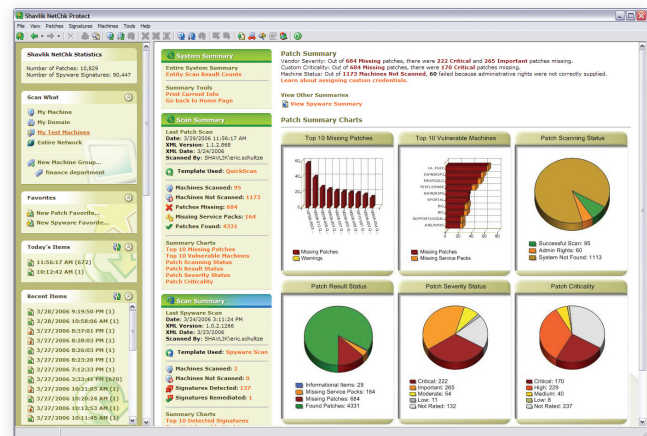 Shavlik NetChk Protect
File View Patches Signatures Machines Tools Help
Shavlik NetChk Statistics
Number of Patches: 10,829
Number of Spyware Signatures: 90,447
Scan What
My Machine
My Domain
My Test Machines
Entire Network
New Machine Group...
finance department
Favorites
New Patch Favorite...
New Spyware Favorite...
Today's Items
11:56:17 AM (672)
10:12:42 AM (1)
Recent Items
3/28/2006 9:19:50 PM (1)
3/28/2006 10:58:06 AM (1)
3/27/2006 8:37:01 PM (1)
3/27/2006 8:28:03 PM (1)
3/27/2006 8:26:03 PM (1)
3/27/2006 8:23:20 PM (1)
3/27/2006 7:12:33 PM (1)
3/27/2006 3:33:41 PM (670)
3/27/2006 10:21:05 AM (1)
3/27/2006 10:20:24 AM (1)
3/27/2006 10:12:53 AM (1)
3/27/2006 10:11:45 AM (1)
System Summary
Entire System Summary
Entity Scan Result Counts
Summary Tools
Print Current Info
Go back to Home Page
Scan Summary
Last Patch Scan
Date: 3/29/2006 11:56:17 AM
XML Version: 1.1.2.868
XML Date: 3/24/2006
Scanned By: SHAVLIK\eric.schultze
Template Used: QuickScan
Machines Scanned: 95
Machines Not Scanned: 1173
Patches Missing: 684
Missing Service Packs: 164
Patches Found: 4331
Summary Charts
Top 10 Missing Patches
Top 10 Vulnerable Machines
Patch Scanning Status
Patch Result Status
Patch Severity Status
Patch Criticality
Scan Summary
Last Spyware Scan
Date: 3/24/2006 3:11:24 PM
XML Version: 1.0.2.1266
XML Date: 3/23/2006
Scanned By: SHAVLIK\eric.schultze
Template Used: Spyware Scan
Machines Scanned: 2
Machines Not Scanned: 0
Signatures Detected: 137
Signatures Remediated: 1
Summary Charts
Top 10 Detected Signatures
Patch Summary
Vendor Severity: Out of 684 Missing patches, there were 222 Critical and 265 Important patches missing.
Custom Criticality: Out of 684 Missing patches, there were 170 Critical patches missing.
Machine Status: Out of 1173 Machines Not Scanned, 60 failed because administrative rights were not correctly supplied.
Learn about assigning custom credentials.
View Other Summaries
View Spyware Summary
Patch Summary Charts
Top 10 Missing Patches
Missing Patches
Warnings
Top 10 Vulnerable Machines
0 20 40 60 80
Missing Patches
Missing Service Packs
Patch Scanning Status
Successful Scan: 95
Admin Rights: 60
System Not Found: 1113
Patch Result Status
Informational Items: 29
Missing Service Packs: 164
Missing Patches: 684
Found Patches: 4331
Patch Severity Status
Critical: 222
Important: 265
Moderate: 54
Low: 11
Not Rated: 132
Patch Criticality
Critical: 170
High: 229
Medium: 40
Low: 8
Not Rated: 237